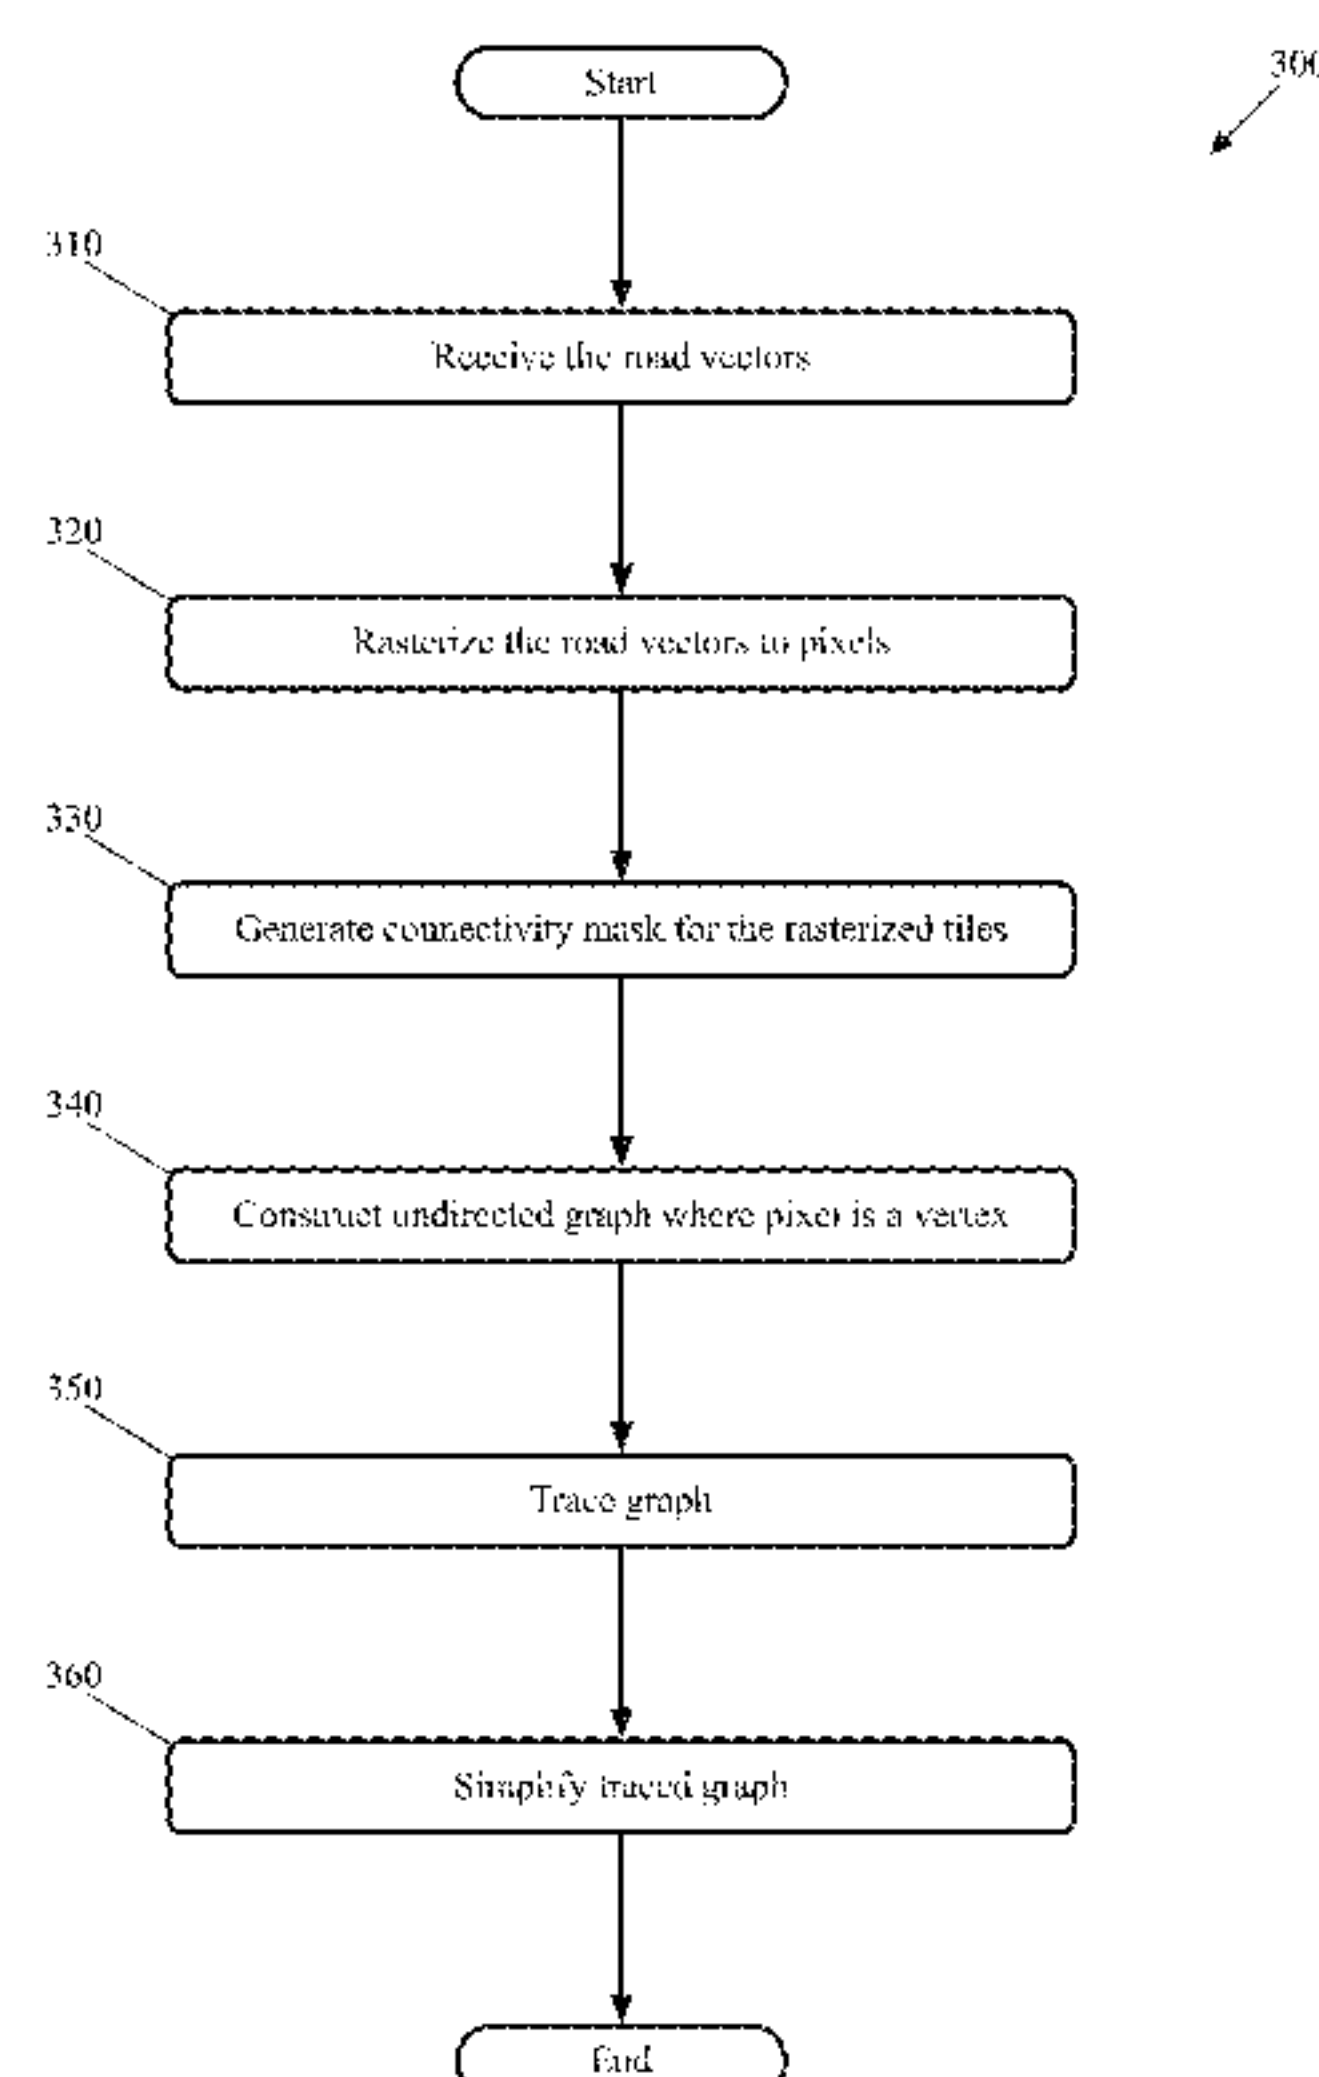 Start
300
310
Receive the road vectors
320
Rasterize the road vectors to pixels
330
Generate connectivity mask for the rasterized tiles
340
Construct undirected graph where pixel is a vertex
350
Trace graph
360
Simplify traced graph
End